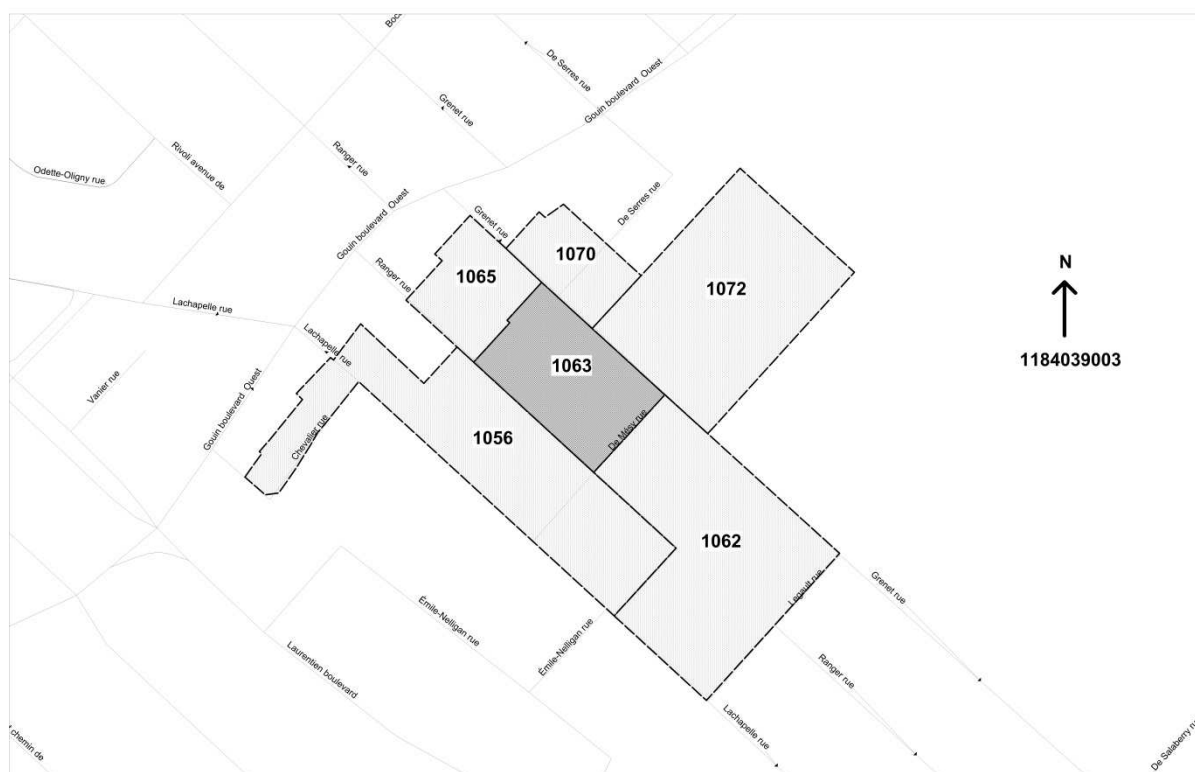 Boc
De Serres rue
Gouin boulevard Ouest
Grenet rue
Ranger rue
Rivoli avenue de
Odette-Oligny rue
De Serres rue
Gouin boulevard Ouest
Grenet rue
1070
1065
Ranger rue
1072
N
1184039003
Lachapelle rue
Lachapelle rue
1063
Vanier rue
Gouin boulevard Ouest
Chevalier rue
1056
De Mésy rue
1062
Legault rue
Grenet rue
Émile-Nelligan rue
Émile-Nelligan rue
Laurentien boulevard
Ranger rue
Lachapelle rue
chemin de
De Salaberry ru